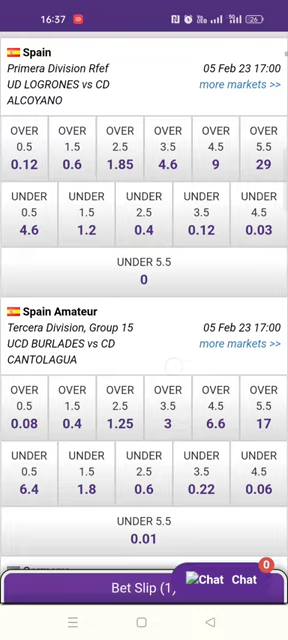 16:37
26
Spain
Primera Division Rfef 05 Feb 23 17:00
UD LOGRONES vs CD ALCOYANO more markets >>
OVER OVER OVER OVER OVER OVER
0.5 1.5 2.5 3.5 4.5 5.5
0.12 0.6 1.85 4.6 9 29
UNDER UNDER UNDER UNDER UNDER
0.5 1.5 2.5 3.5 4.5
4.6 1.2 0.4 0.12 0.03
UNDER 5.5
0
Spain Amateur
Tercera Division, Group 15 05 Feb 23 17:00
UCD BURLADES vs CD CANTOLAGUA more markets >>
OVER OVER OVER OVER OVER OVER
0.5 1.5 2.5 3.5 4.5 5.5
0.08 0.4 1.25 3 6.6 17
UNDER UNDER UNDER UNDER UNDER
0.5 1.5 2.5 3.5 4.5
6.4 1.8 0.6 0.22 0.06
UNDER 5.5
0.01
0
Chat Chat
Bet Slip (1)